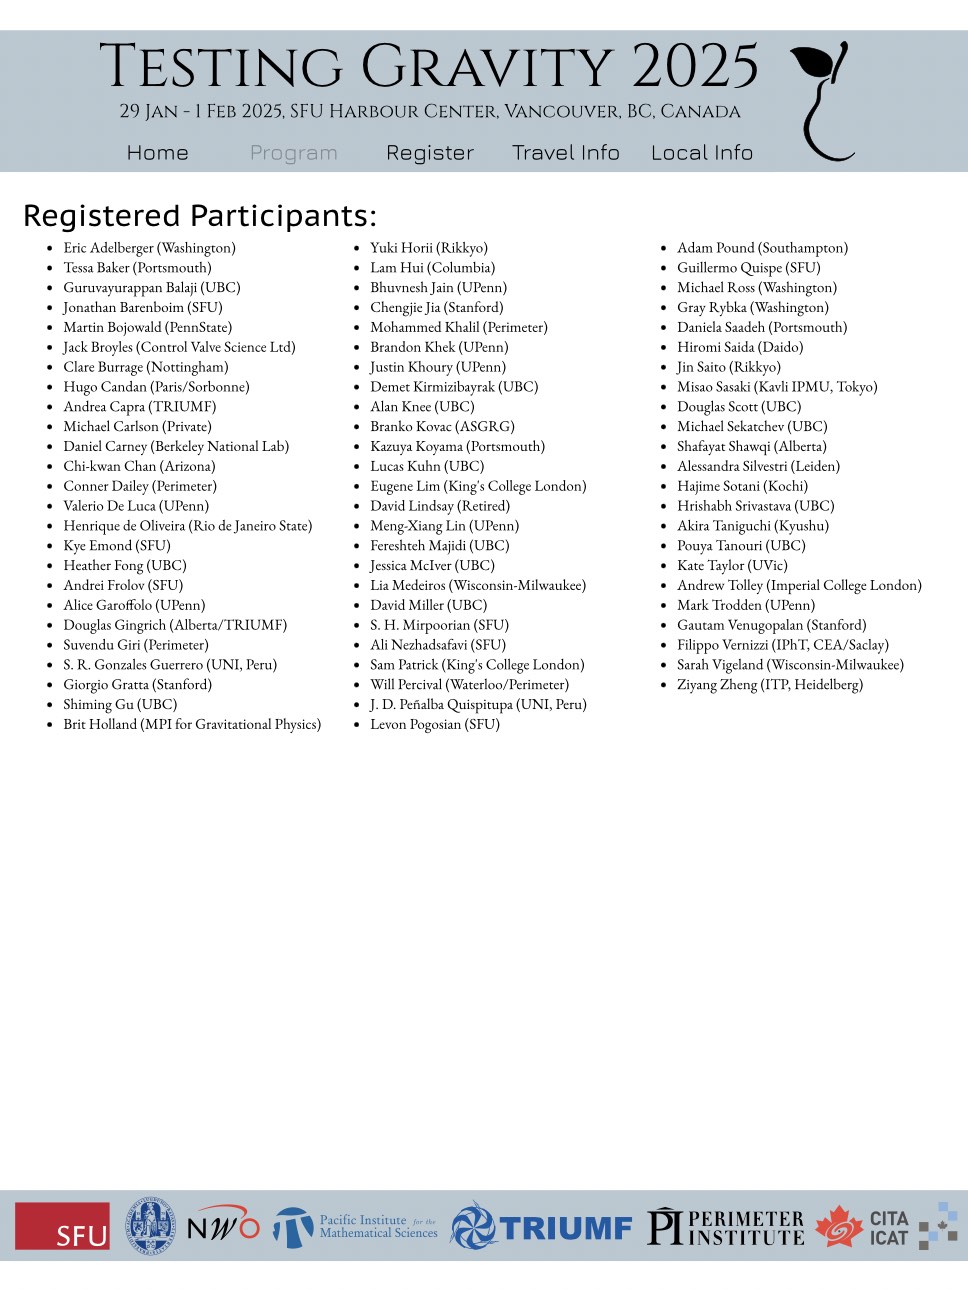 Testing Gravity 2025
29 Jan - 1 Feb 2025, SFU Harbour Center, Vancouver, BC, Canada
Home Program Register Travel Info Local Info
Registered Participants:
Eric Adelberger (Washington)
Tessa Baker (Portsmouth)
Guruvayurappan Balaji (UBC)
Jonathan Barenboim (SFU)
Martin Bojowald (PennState)
Jack Broyles (Control Valve Science Ltd)
Clare Burrage (Nottingham)
Hugo Candan (Paris/Sorbonne)
Andrea Capra (TRIUMF)
Michael Carlson (Private)
Daniel Carney (Berkeley National Lab)
Chi-kwan Chan (Arizona)
Conner Dailey (Perimeter)
Valerio De Luca (UPenn)
Henrique de Oliveira (Rio de Janeiro State)
Kye Emond (SFU)
Heather Fong (UBC)
Andrei Frolov (SFU)
Alice Garoffolo (UPenn)
Douglas Gingrich (Alberta/TRIUMF)
Suvendu Giri (Perimeter)
S. R. Gonzales Guerrero (UNI, Peru)
Giorgio Gratta (Stanford)
Shiming Gu (UBC)
Brit Holland (MPI for Gravitational Physics)
Yuki Horii (Rikkyo)
Lam Hui (Columbia)
Bhuvnesh Jain (UPenn)
Chengjie Jia (Stanford)
Mohammed Khalil (Perimeter)
Brandon Khek (UPenn)
Justin Khoury (UPenn)
Demet Kirmizibayrak (UBC)
Alan Knee (UBC)
Branko Kovac (ASGRG)
Kazuya Koyama (Portsmouth)
Lucas Kuhn (UBC)
Eugene Lim (King's College London)
David Lindsay (Retired)
Meng-Xiang Lin (UPenn)
Fereshteh Majidi (UBC)
Jessica McIver (UBC)
Lia Medeiros (Wisconsin-Milwaukee)
David Miller (UBC)
S. H. Mirpoorian (SFU)
Ali Nezhadsafavi (SFU)
Sam Patrick (King's College London)
Will Percival (Waterloo/Perimeter)
J. D. Peñalba Quispitupa (UNI, Peru)
Levon Pogosian (SFU)
Adam Pound (Southampton)
Guillermo Quispe (SFU)
Michael Ross (Washington)
Gray Rybka (Washington)
Daniela Saadeh (Portsmouth)
Hiromi Saida (Daido)
Jin Saito (Rikkyo)
Misao Sasaki (Kavli IPMU, Tokyo)
Douglas Scott (UBC)
Michael Sekatchev (UBC)
Shafayat Shawqi (Alberta)
Alessandra Silvestri (Leiden)
Hajime Sotani (Kochi)
Hrishabh Srivastava (UBC)
Akira Taniguchi (Kyushu)
Pouya Tanouri (UBC)
Kate Taylor (UVic)
Andrew Tolley (Imperial College London)
Mark Trodden (UPenn)
Gautam Venugopalan (Stanford)
Filippo Vernizzi (IPhT, CEA/Saclay)
Sarah Vigeland (Wisconsin-Milwaukee)
Ziyang Zheng (ITP, Heidelberg)
SFU
NWO
Pacific Institute for the
Mathematical Sciences
TRIUMF
PI PERIMETER
INSTITUTE
CITA
ICAT